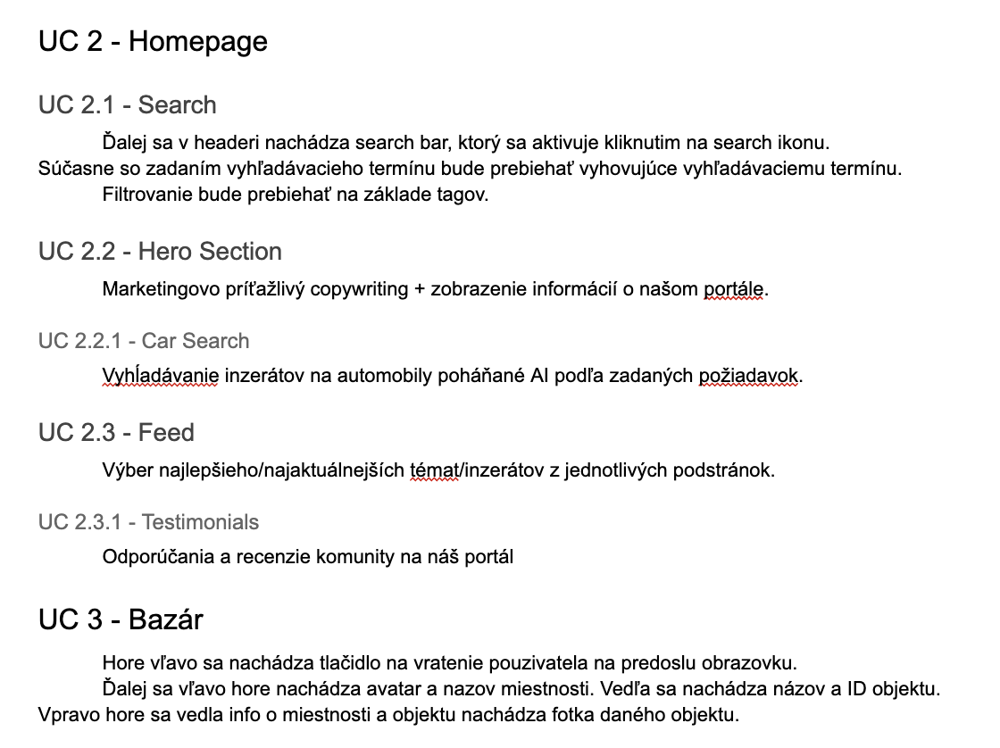 UC 2 - Homepage
UC 2.1 - Search
Ďalej sa v headeri nachádza search bar, ktorý sa aktivuje kliknutim na search ikonu.
Súčasne so zadaním vyhľadávacieho termínu bude prebiehať vyhovujúce vyhľadávaciemu termínu.
Filtrovanie bude prebiehať na základe tagov.
UC 2.2 - Hero Section
Marketingovo príťažlivý copywriting + zobrazenie informácií o našom portále.
UC 2.2.1 - Car Search
Vyhĺadávanie inzerátov na automobily poháňané AI podľa zadaných požiadavok.
UC 2.3 - Feed
Výber najlepšieho/najaktuálnejších témat/inzerátov z jednotlivých podstránok.
UC 2.3.1 - Testimonials
Odporúčania a recenzie komunity na náš portál
UC 3 - Bazár
Hore vľavo sa nachádza tlačidlo na vratenie pouzivatela na predoslu obrazovku.
Ďalej sa vľavo hore nachádza avatar a nazov miestnosti. Vedľa sa nachádza názov a ID objektu.
Vpravo hore sa vedla info o miestnosti a objektu nachádza fotka daného objektu.